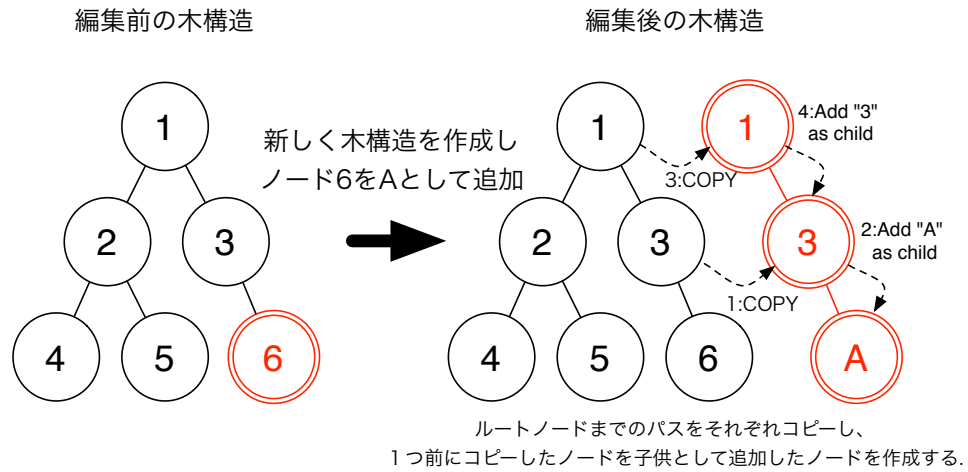 編集前の木構造
編集後の木構造
1
2
3
4
5
6
新しく木構造を作成し
ノード6をAとして追加
1
2
3
4
5
6
1
3
A
4:Add "3"
as child
3:COPY
2:Add "A"
as child
1:COPY
ルートノードまでのパスをそれぞれコピーし、
1つ前にコピーしたノードを子供として追加したノードを作成する.